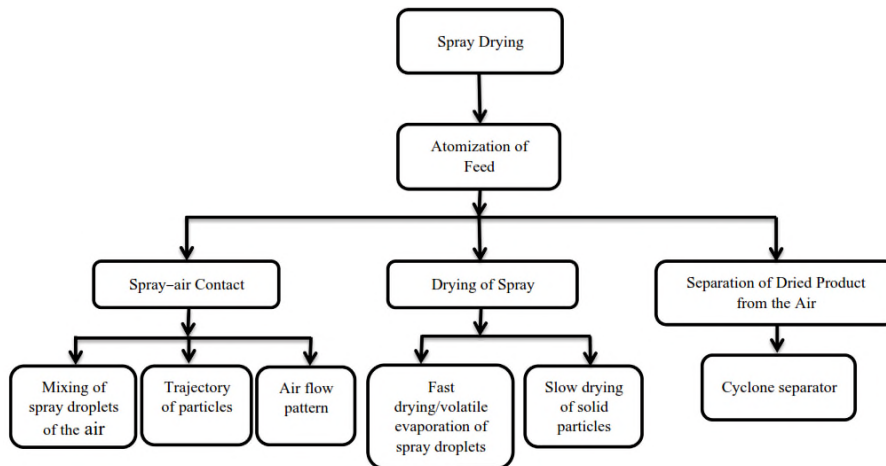 Spray Drying
Atomization of
Feed
Spray–air Contact
Drying of Spray
Separation of Dried Product
from the Air
Mixing of
spray droplets
of the air
Trajectory
of particles
Air flow
pattern
Fast
drying/volatile
evaporation of
spray droplets
Slow drying
of solid
particles
Cyclone separator